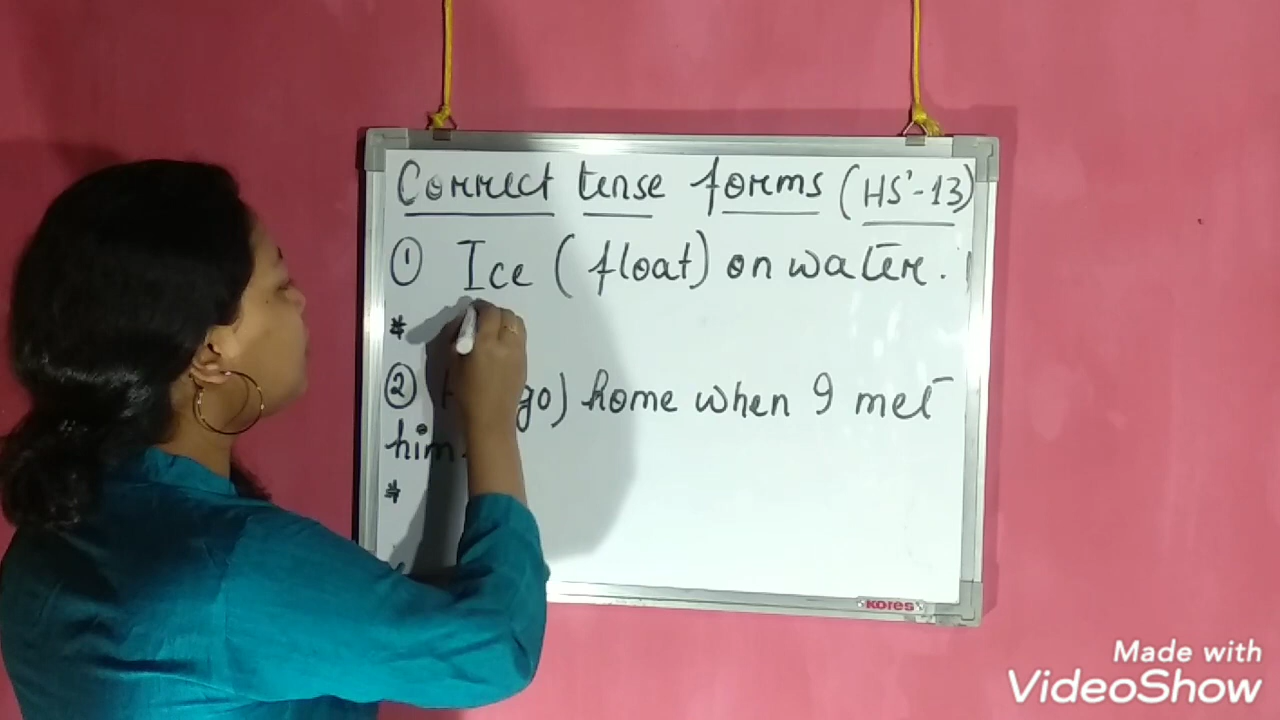 Correct tense forms (HS'-13)
① Ice (float) on water.
*
② go) home when I met
him.
*
KORES
Made with
VideoShow